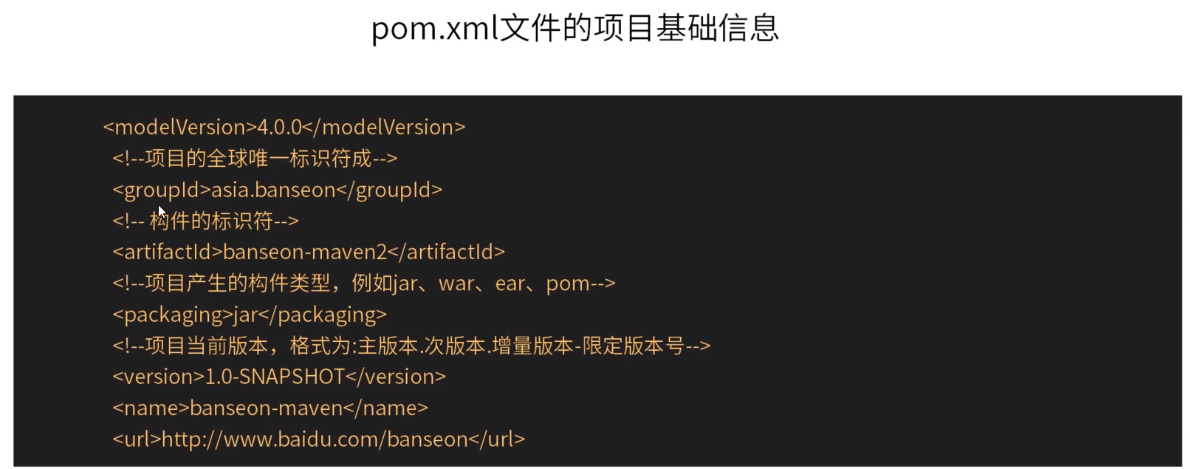 pom.xml文件的项目基础信息
<modelVersion>4.0.0</modelVersion>
<!--项目的全球唯一标识符成-->
<groupId>asia.banseon</groupId>
<!-- 构件的标识符-->
<artifactId>banseon-maven2</artifactId>
<!--项目产生的构件类型，例如jar、war、ear、pom-->
<packaging>jar</packaging>
<!--项目当前版本，格式为:主版本.次版本.增量版本-限定版本号-->
<version>1.0-SNAPSHOT</version>
<name>banseon-maven</name>
<url>http://www.baidu.com/banseon</url>